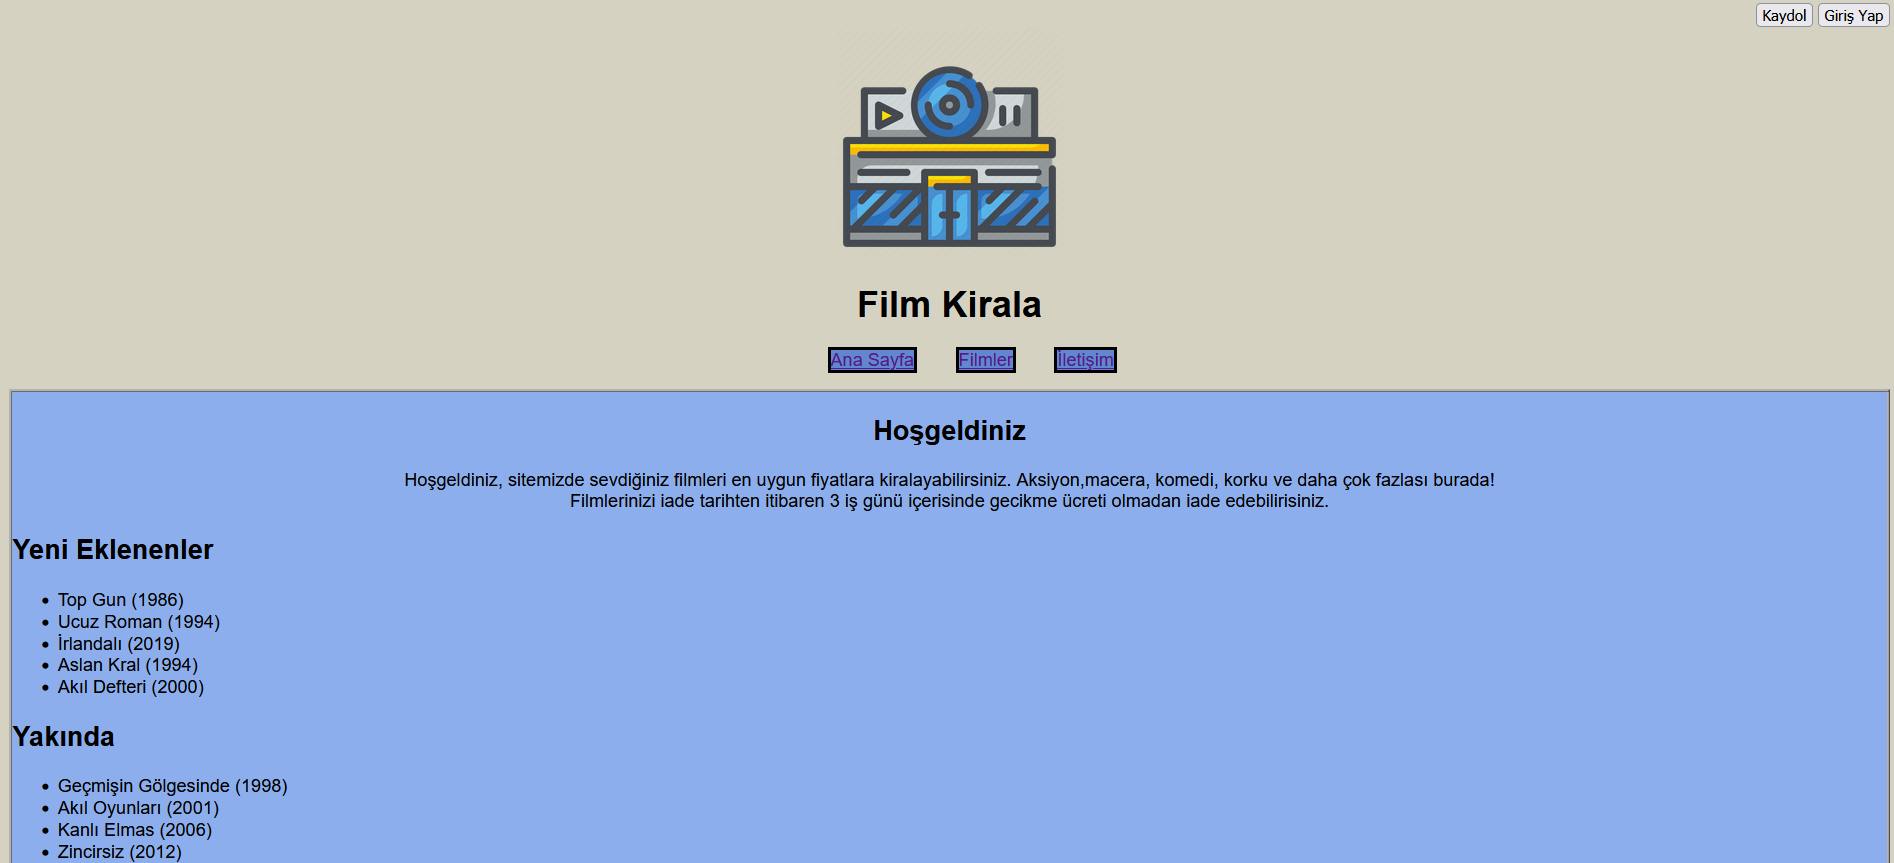 Kaydol Giriş Yap
Film Kirala
Ana Sayfa Filmler İletişim
Hoşgeldiniz
Hoşgeldiniz, sitemizde sevdiğiniz filmleri en uygun fiyatlara kiralayabilirsiniz. Aksiyon,macera, komedi, korku ve daha çok fazlası burada!
Filmlerinizi iade tarihten itibaren 3 iş günü içerisinde gecikme ücreti olmadan iade edebilirisiniz.
Yeni Eklenenler
• Top Gun (1986)
• Ucuz Roman (1994)
• İrlandalı (2019)
• Aslan Kral (1994)
• Akıl Defteri (2000)
Yakında
• Geçmişin Gölgesinde (1998)
• Akıl Oyunları (2001)
• Kanlı Elmas (2006)
• Zincirsiz (2012)